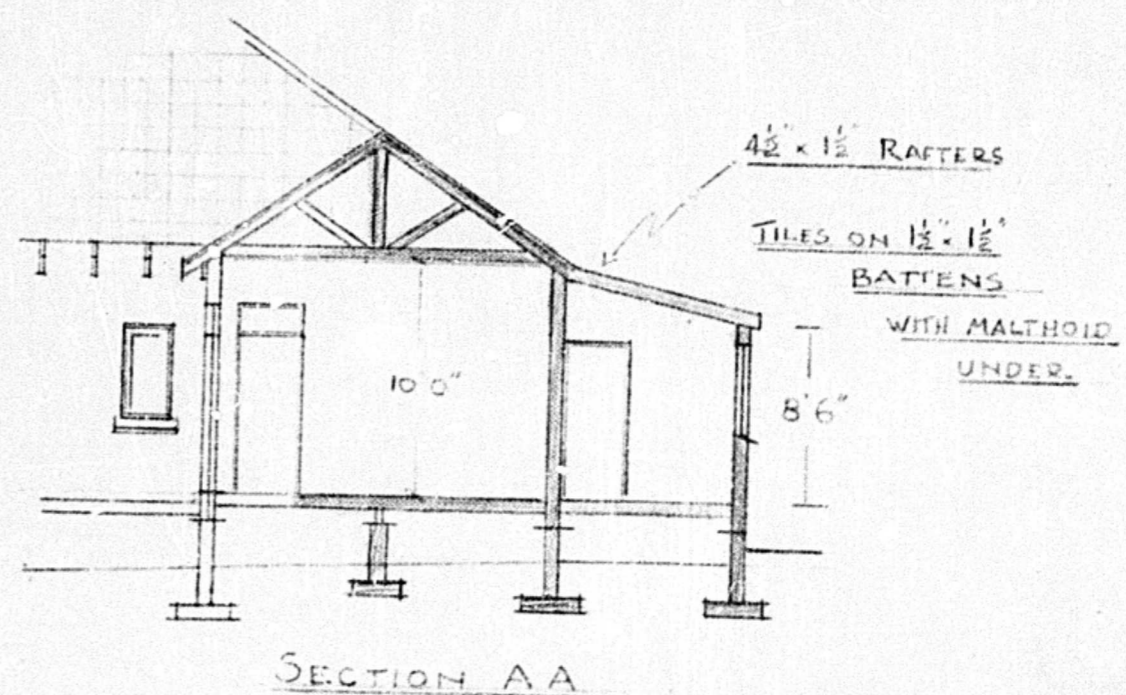 4½" x 1½" RAFTERS
TILES ON 1½" x 1½"
BATTENS
WITH MALTHOID
UNDER.
10'0"
8'6"
SECTION AA